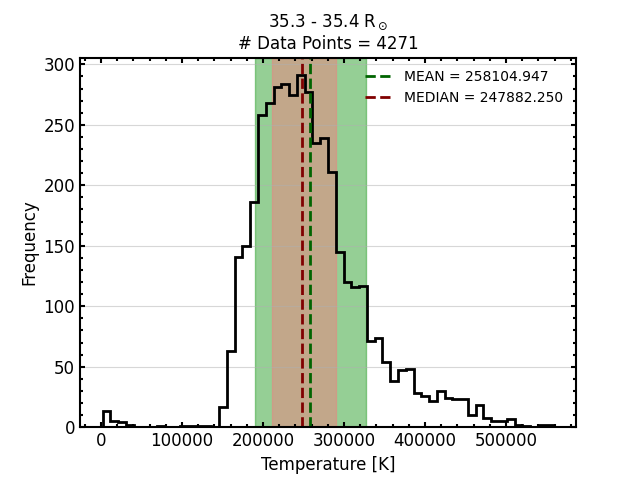 35.3 - 35.4 R⊙
# Data Points = 4271
MEAN = 258104.947
MEDIAN = 247882.250
300
250
200
150
100
50
0
Frequency
0 100000 200000 300000 400000 500000
Temperature [K]